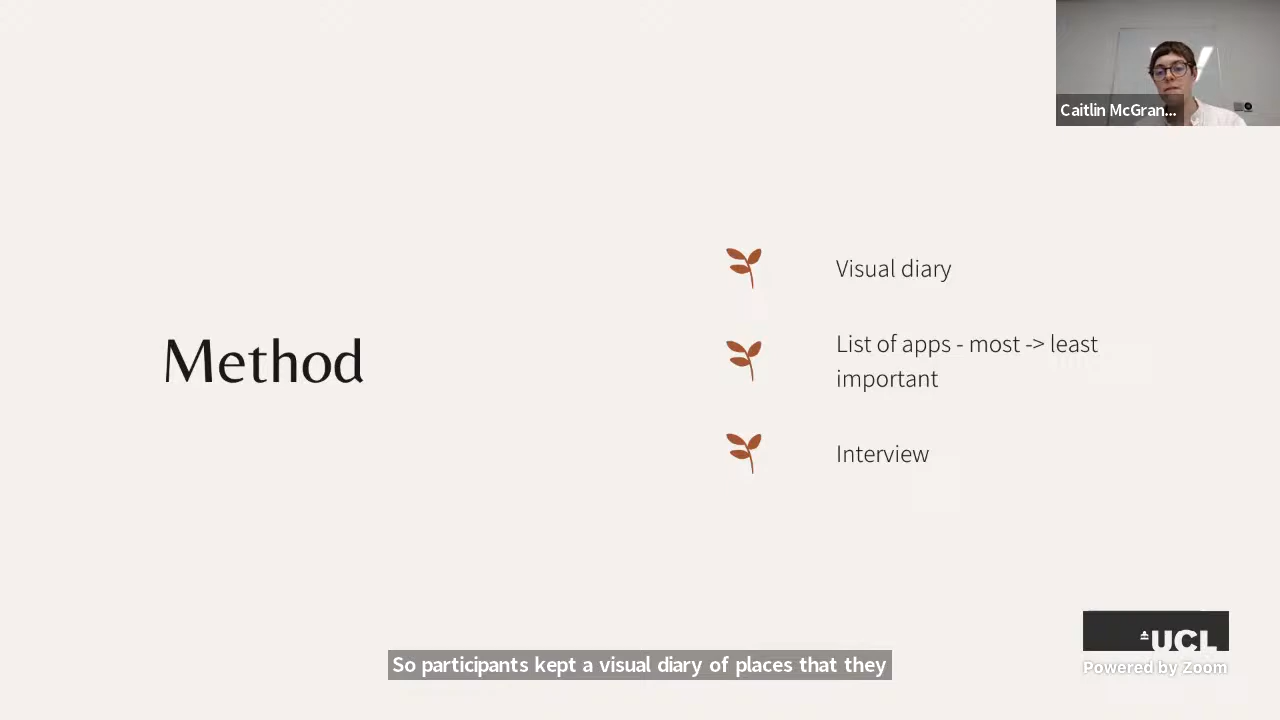 Caitlin McGran...
Visual diary
List of apps - most -> least
important
Method
Interview
UCL
So participants kept a visual diary of places that they
Powered by Zoom